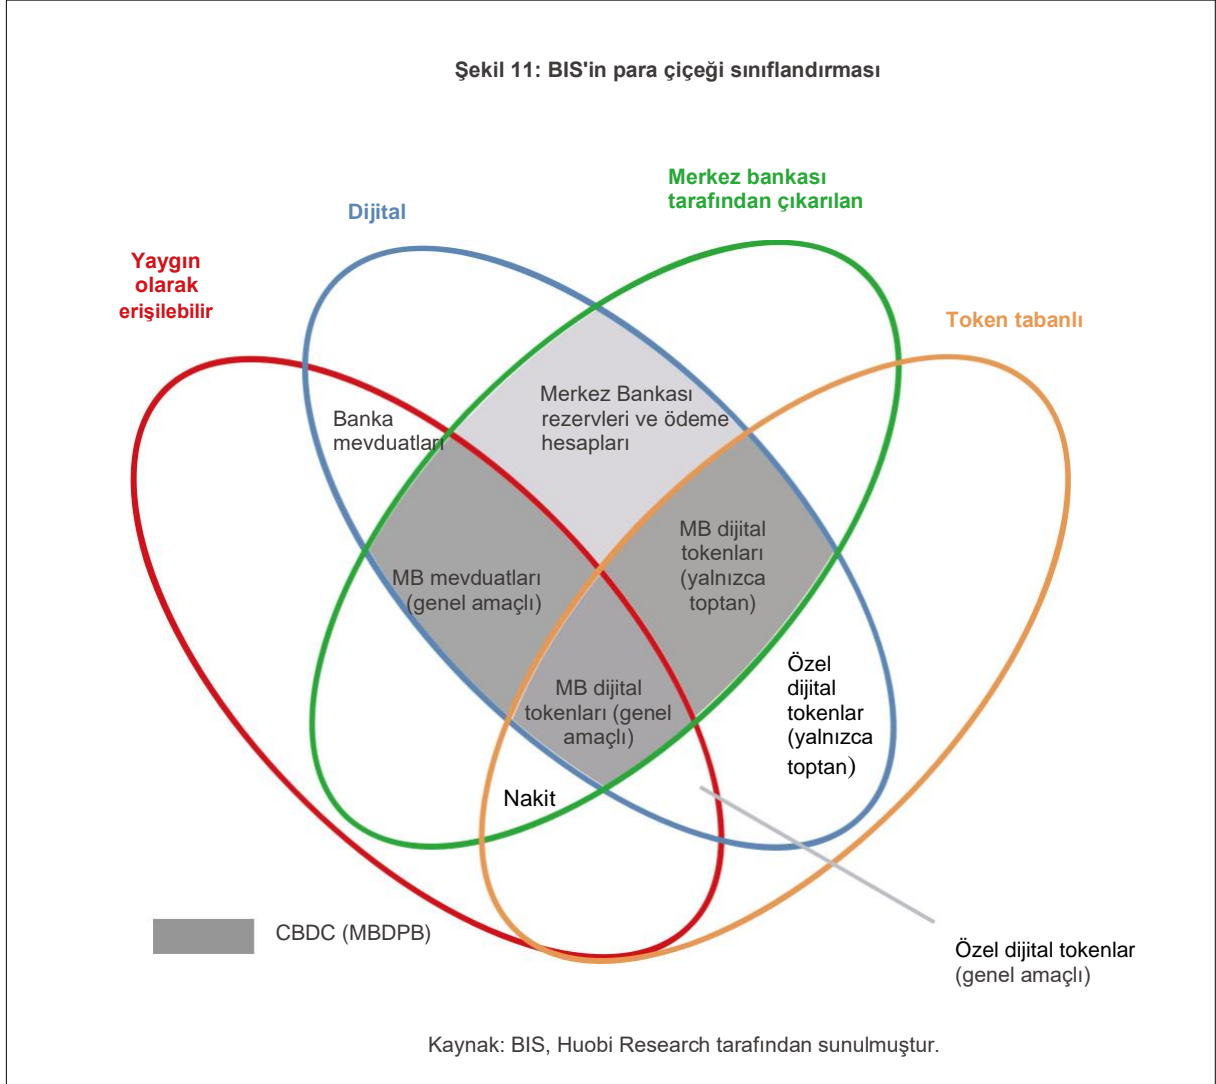 Şekil 11: BIS'in para çiçeği sınıflandırması
Merkez bankası
tarafından çıkarılan
Dijital
Yaygın
olarak
erişilebilir
Token tabanlı
Banka
mevduatları
Merkez Bankası
rezervleri ve ödeme
hesapları
MB dijital
tokenları
(yalnızca
toptan)
MB mevduatları
(genel amaçlı)
MB dijital
tokenları (genel
amaçlı)
Özel
dijital
tokenlar
(yalnızca
toptan)
Nakit
CBDC (MBDPB)
Özel dijital tokenlar
(genel amaçlı)
Kaynak: BIS, Huobi Research tarafından sunulmuştur.